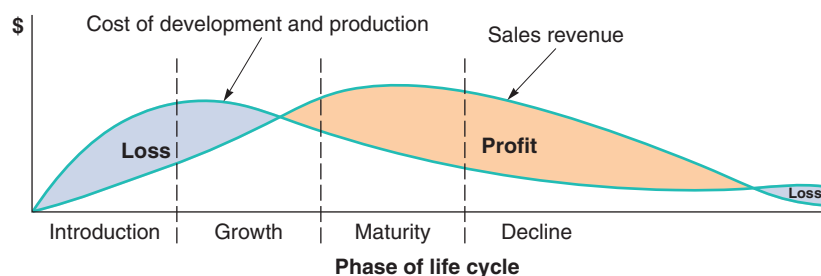 $
Cost of development and production
Sales revenue
Loss
Profit
Loss
Introduction Growth Maturity Decline
Phase of life cycle